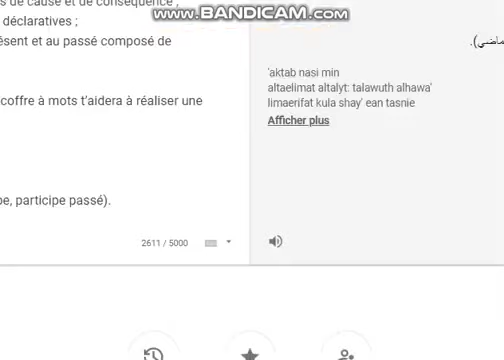 www.BANDICAM.com
s de cause et de conséquence ;
déclaratives ;
ésent et au passé composé de
coffre à mots t'aidera à réaliser une
pe, participe passé).
2611 / 5000
ماضي).
'aktab nasi min
altaelimat altalyt: talawuth alhawa'
limaerifat kula shay' ean tasnie
Afficher plus